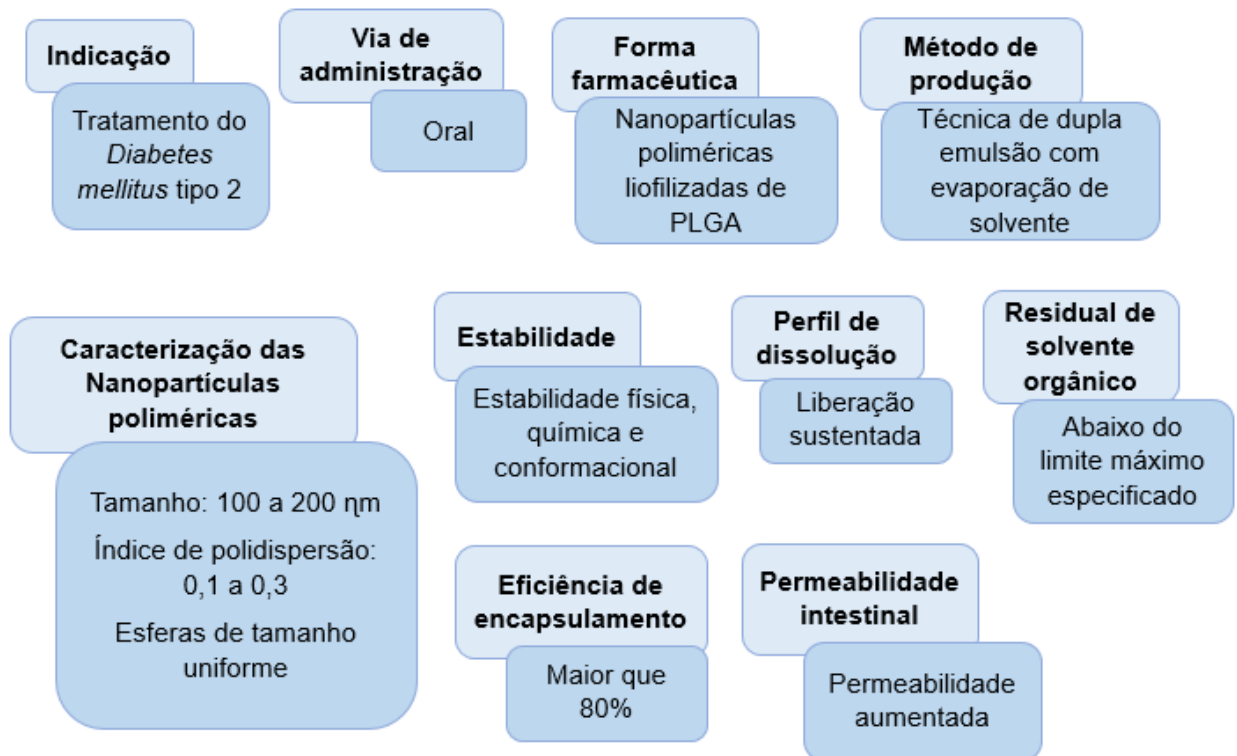 Indicação
Tratamento do
Diabetes
mellitus tipo 2
Via de
administração
Oral
Forma
farmacêutica
Nanopartículas
poliméricas
liofilizadas de
PLGA
Método de
produção
Técnica de dupla
emulsão com
evaporação de
solvente
Caracterização das
Nanopartículas
poliméricas
Tamanho: 100 a 200 ηm
Índice de polidispersão:
0,1 a 0,3
Esferas de tamanho
uniforme
Estabilidade
Estabilidade física,
química e
conformacional
Perfil de
dissolução
Liberação
sustentada
Residual de
solvente
orgânico
Abaixo do
limite máximo
especificado
Eficiência de
encapsulamento
Maior que
80%
Permeabilidade
intestinal
Permeabilidade
aumentada